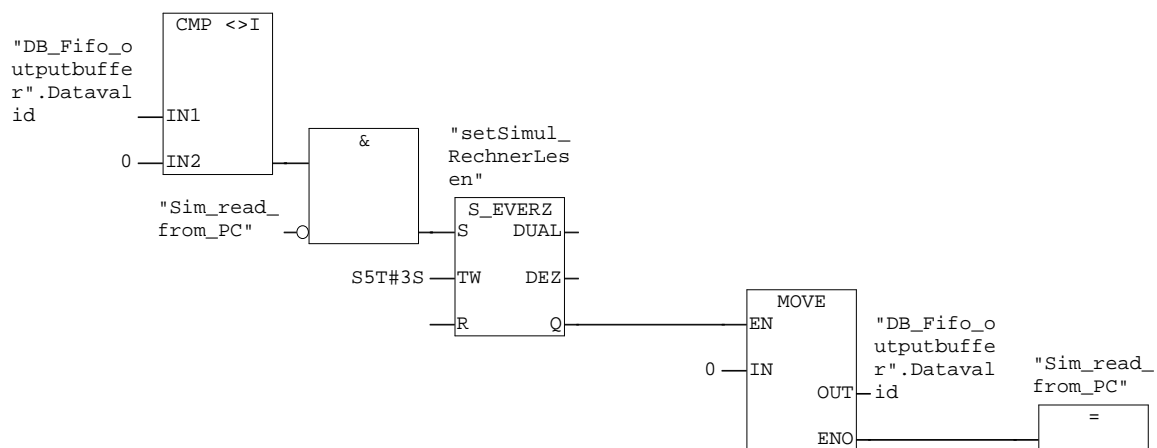 CMP <>I
"DB_Fifo_o
utputbuffe
r".Dataval
id
IN1
0
IN2
&
"Sim_read_
from_PC"
"setSimul_
RechnerLes
en"
S_EVERZ
S
DUAL
S5T#3S
TW
DEZ
R
Q
MOVE
EN
0
IN
"DB_Fifo_o
utputbuffe
r".Dataval
id
OUT
ENO
"Sim_read_
from_PC"
=